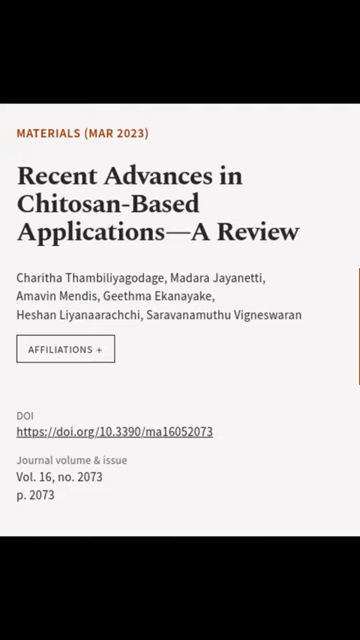 MATERIALS (MAR 2023)
Recent Advances in
Chitosan-Based
Applications—A Review
Charitha Thambiliyagodage, Madara Jayanetti,
Amavin Mendis, Geethma Ekanayake,
Heshan Liyanaarachchi, Saravanamuthu Vigneswaran
AFFILIATIONS +
DOI
https://doi.org/10.3390/ma16052073
Journal volume & issue
Vol. 16, no. 2073
p. 2073